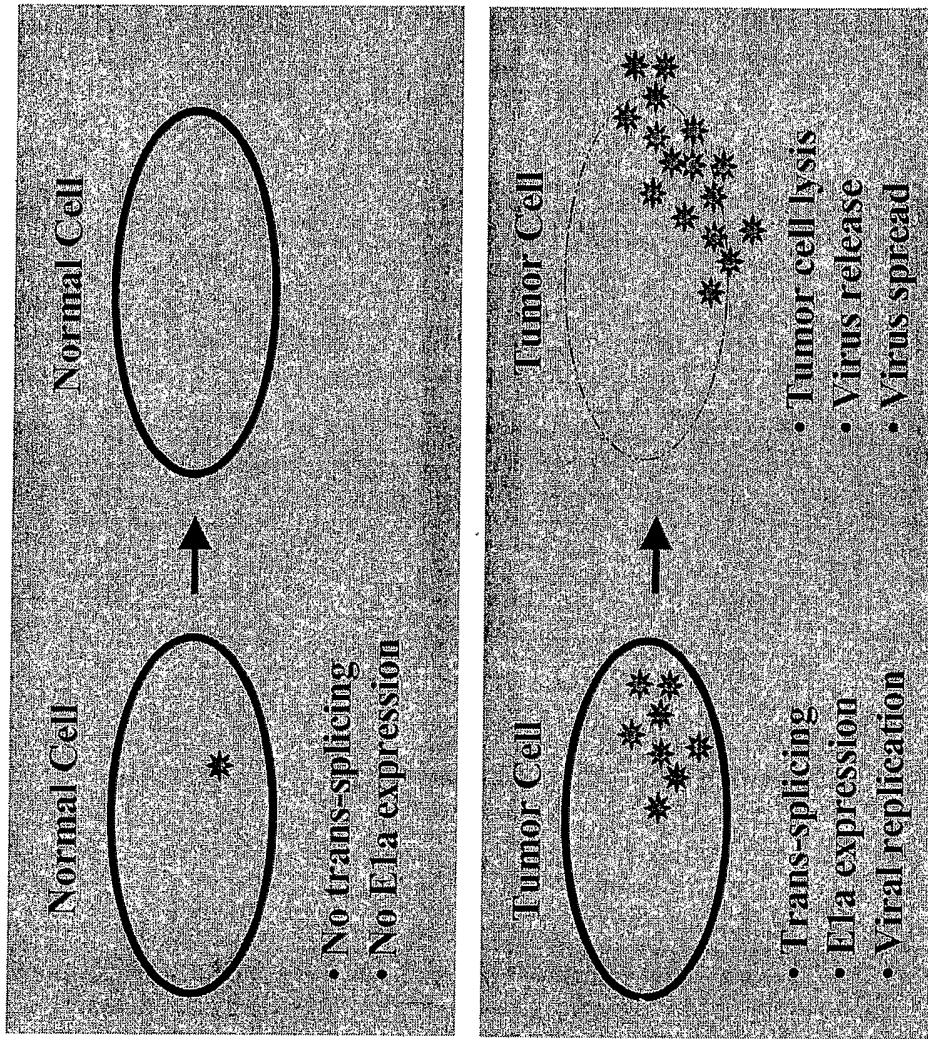 Normal Cell
Normal Cell
• No trans-splicing
• No E1a expression
Tumor Cell
Tumor Cell
• Trans-splicing
• E1a expression
• Viral replication
• Tumor cell lysis
• Virus release
• Virus spread